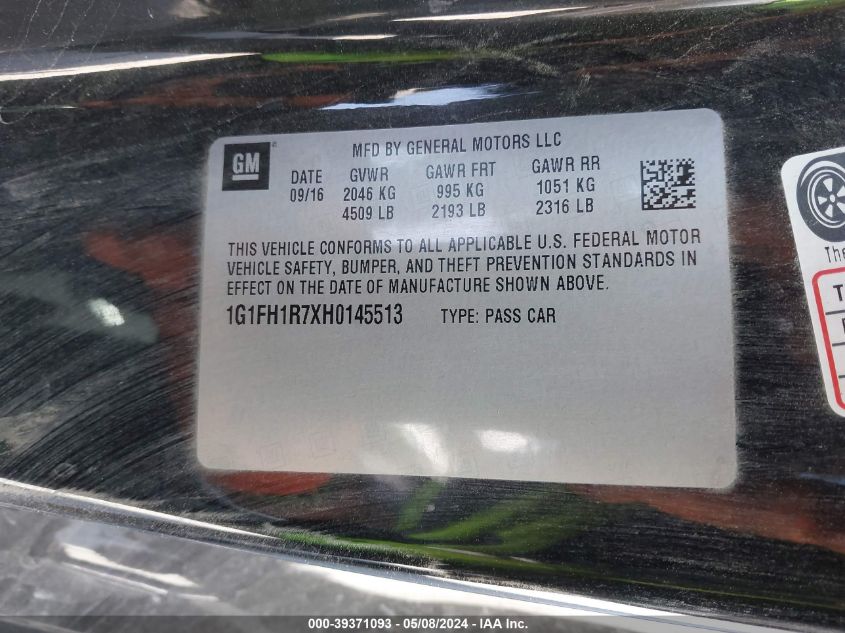 GM
MFD BY GENERAL MOTORS LLC
DATE GVWR GAWR FRT GAWR RR
09/16 2046 KG 995 KG 1051 KG
4509 LB 2193 LB 2316 LB
THIS VEHICLE CONFORMS TO ALL APPLICABLE U.S. FEDERAL MOTOR
VEHICLE SAFETY, BUMPER, AND THEFT PREVENTION STANDARDS IN
EFFECT ON THE DATE OF MANUFACTURE SHOWN ABOVE.
1G1FH1R7XH0145513 TYPE: PASS CAR
The
000-39371093 - 05/08/2024 - IAAI.com